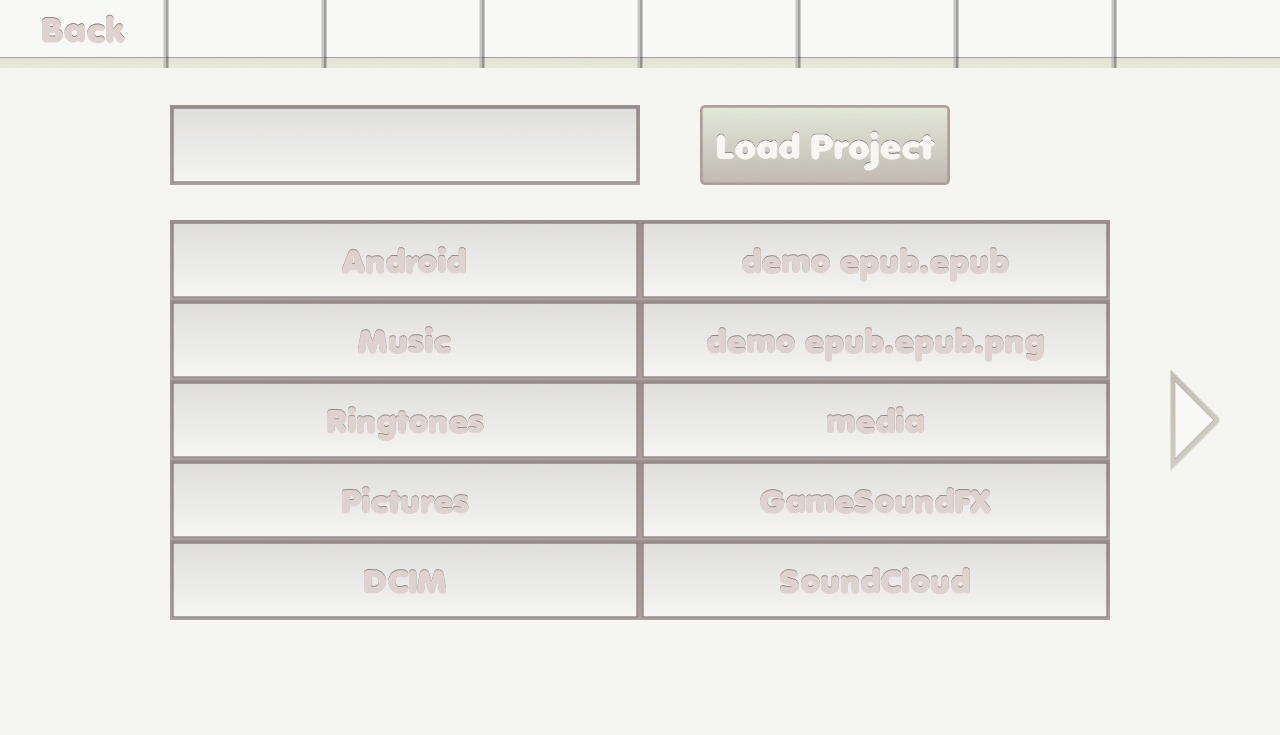 Back
Load Project
Android
demo epub.epub
Music
demo epub.epub.png
Ringtones
media
Pictures
GameSoundFX
DCIM
SoundCloud